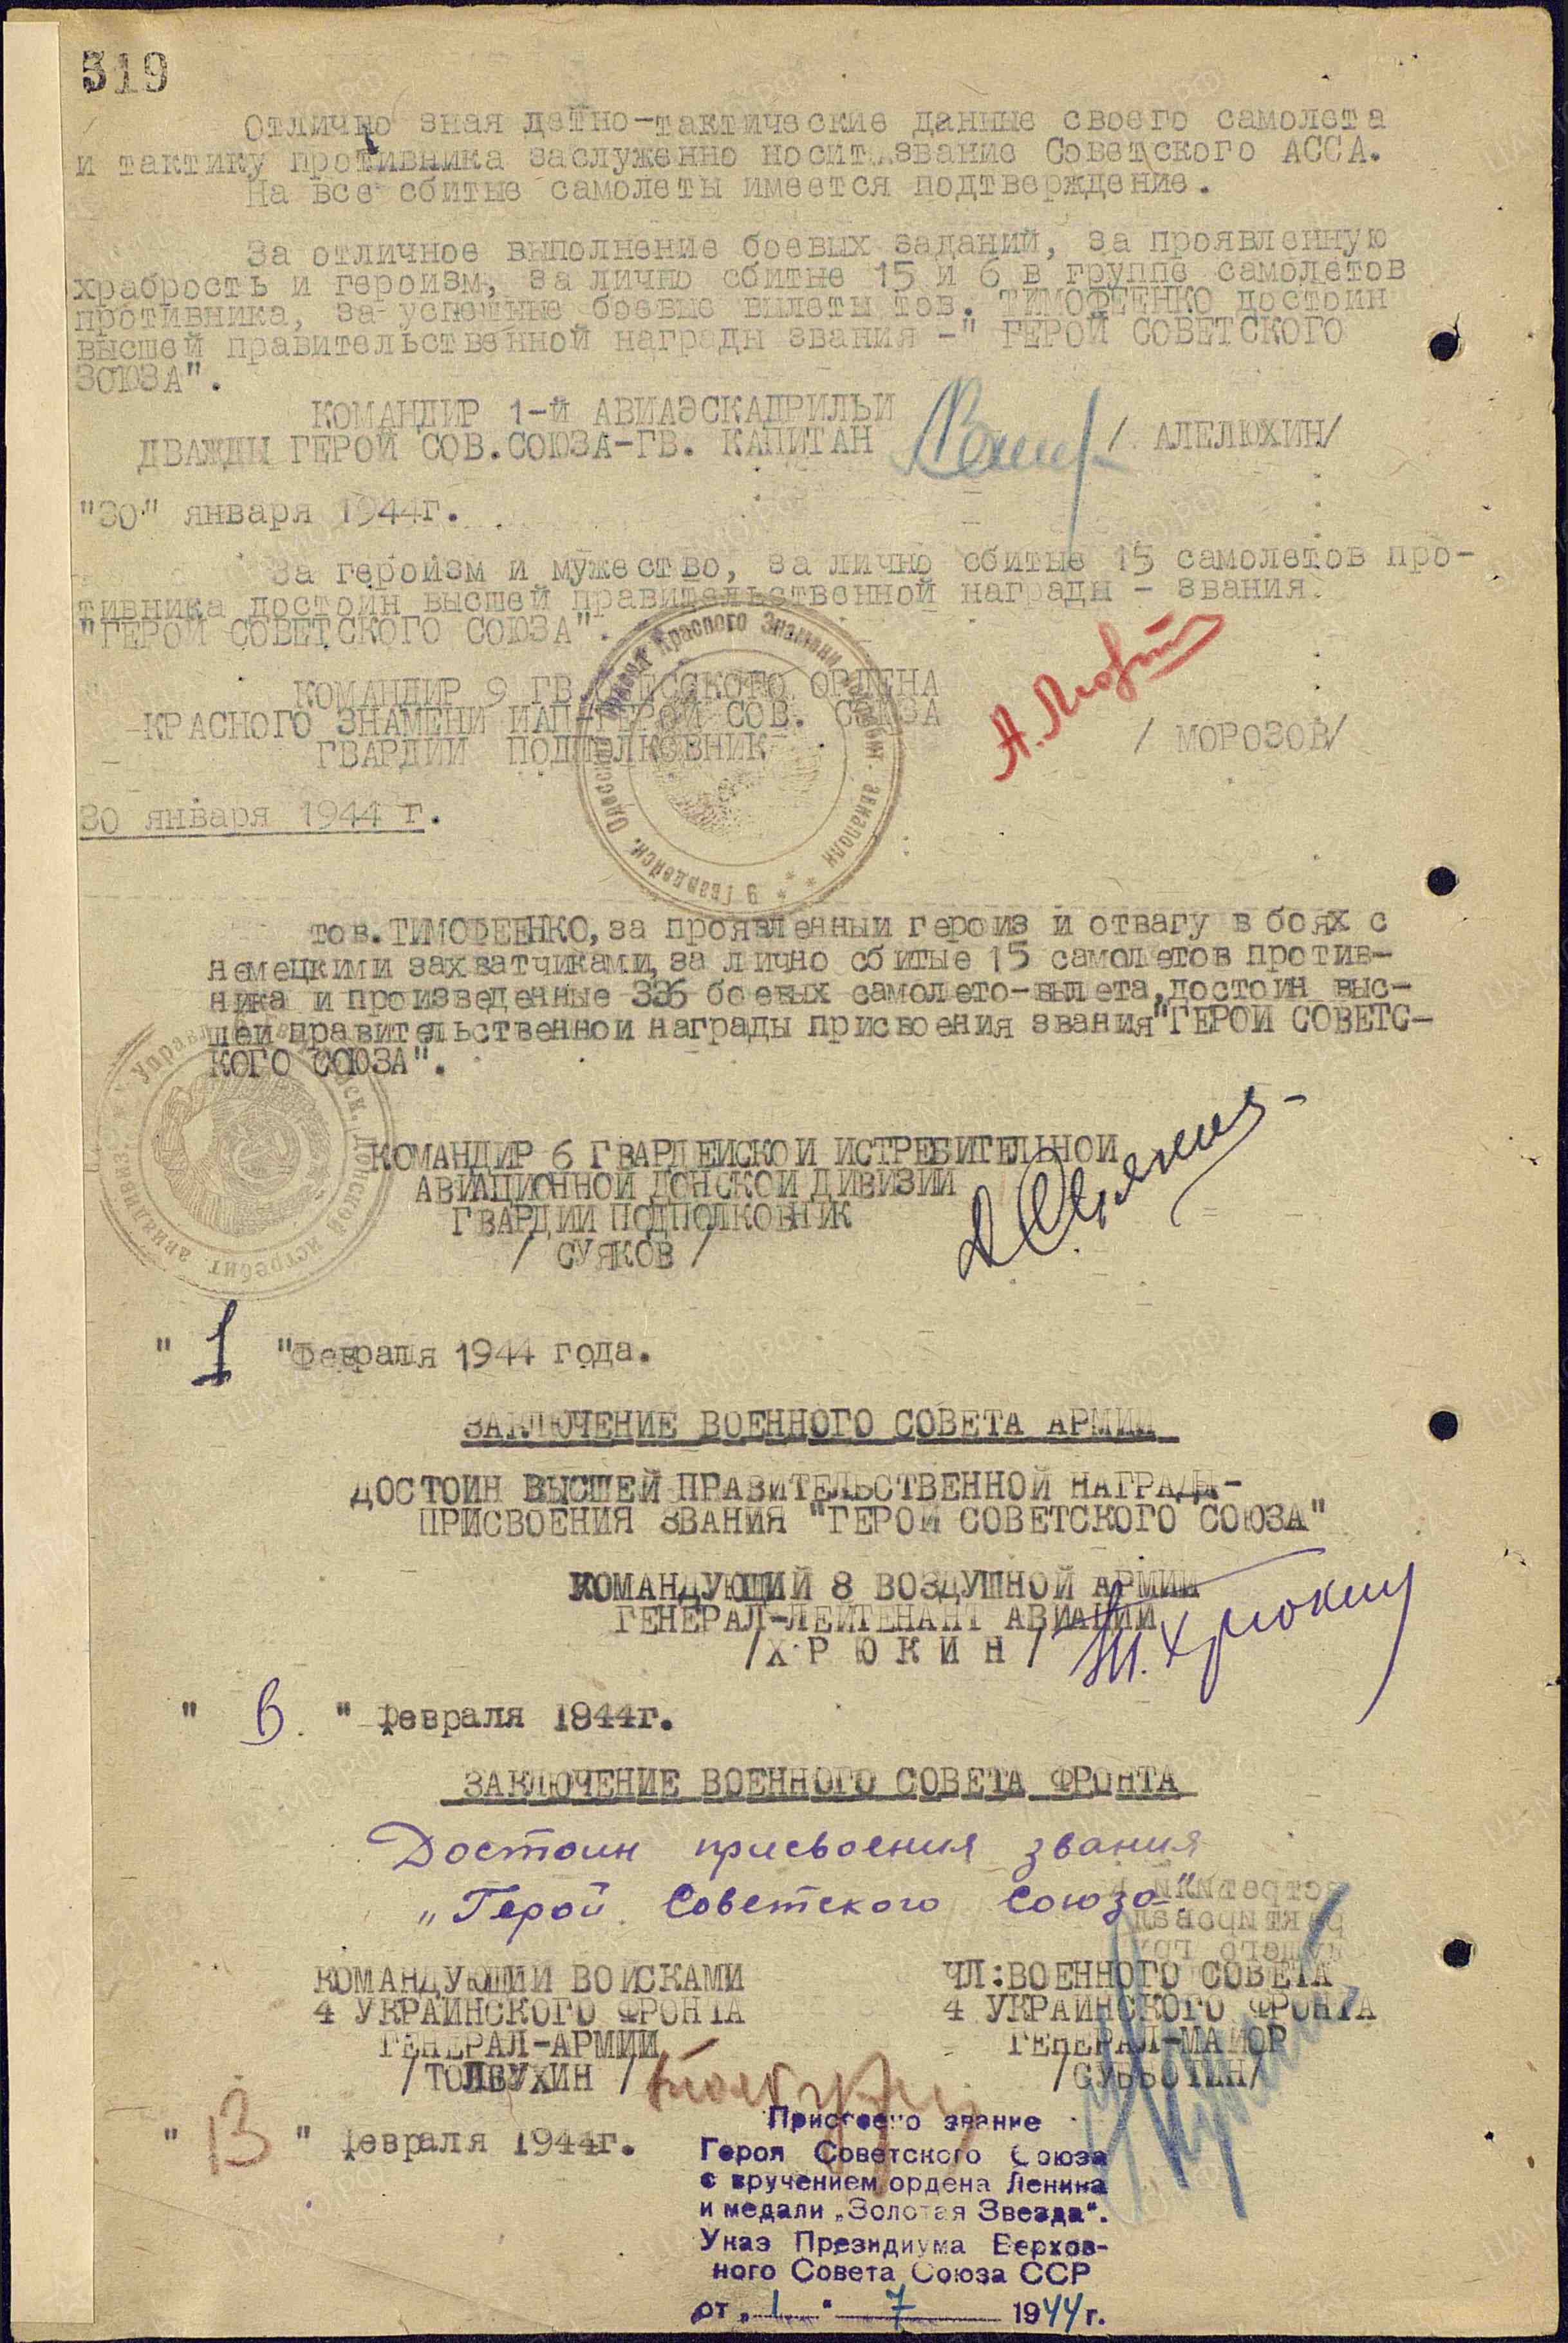 519
Отлично зная летно-тактические данные своего самолета
и тактику противника заслуженно носит звание Советского АССА.
На все сбитые самолеты имеется подтверждение.
За отличное выполнение боевых заданий, за проявленную
храбрость и героизм, за лично сбитые 15 и 6 в группе самолетов
противника, за успешные боевые вылеты тов. ТИМОФЕЕНКО достоин
высшей правительственной награды звания -" ГЕРОЙ СОВЕТСКОГО
СОЮЗА".
КОМАНДИР 1-й АВИАЭСКАДРИЛЬИ
ДВАЖДЫ ГЕРОЙ СОВ.СОЮЗА-ГВ. КАПИТАН / АЛЕЛЮХИН/
"30" января 1944г.
За героизм и мужество, за лично сбитые 15 самолетов про-
тивника достоин высшей правительственной награды - звания
"ГЕРОЙ СОВЕТСКОГО СОЮЗА".
КОМАНДИР 9 ГВ.ОДЕССКОГО ОРДЕНА
КРАСНОГО ЗНАМЕНИ ИАП-ГЕРОЙ СОВ. СОЮЗА
ГВАРДИИ ПОДПОЛКОВНИК / МОРОЗОВ/
30 января 1944 г.
тов.ТИМОФЕЕНКО, за проявленный героиз и отвагу в боях с
немецкими захватчиками, за лично сбитые 15 самолетов против-
ника и произведенные 326 боевых самолето-вылета, достоин выс-
шей правительственной награды присвоения звания "ГЕРОЙ СОВЕТС-
КОГО СОЮЗА".
КОМАНДИР 6 ГВАРДЕЙСКОЙ ИСТРЕБИТЕЛЬНОЙ
АВИАЦИОННОЙ ДОНСКОЙ ДИВИЗИИ
ГВАРДИИ ПОДПОЛКОВНИК
/ СУЯКОВ /
" 1 "Февраля 1944 года.
ЗАКЛЮЧЕНИЕ ВОЕННОГО СОВЕТА АРМИИ
ДОСТОИН ВЫСШЕЙ ПРАВИТЕЛЬСТВЕННОЙ НАГРАДЫ-
ПРИСВОЕНИЯ ЗВАНИЯ "ГЕРОЙ СОВЕТСКОГО СОЮЗА"
КОМАНДУЮЩИЙ 8 ВОЗДУШНОЙ АРМИИ
ГЕНЕРАЛ-ЛЕЙТЕНАНТ АВИАЦИИ
/Х Р Ю К И Н / Т. Хрюкин
" 6. " февраля 1944г.
ЗАКЛЮЧЕНИЕ ВОЕННОГО СОВЕТА ФРОНТА
Достоин присвоения звания
„Герой Советского Союза"
КОМАНДУЮЩИЙ ВОЙСКАМИ ЧЛ:ВОЕННОГО СОВЕТА
4 УКРАИНСКОГО ФРОНТА 4 УКРАИНСКОГО ФРОНТА
ГЕНЕРАЛ-АРМИИ ГЕНЕРАЛ-МАЙОР
/ТОЛБУХИН / /СУББОТИН/
" 13 " февраля 1944г.
Присвоено звание
Героя Советского Союза
с вручением ордена Ленина
и медали „Золотая Звезда".
Указ Президиума Верхов-
ного Совета Союза ССР
от „ 1 " 7 1944 г.